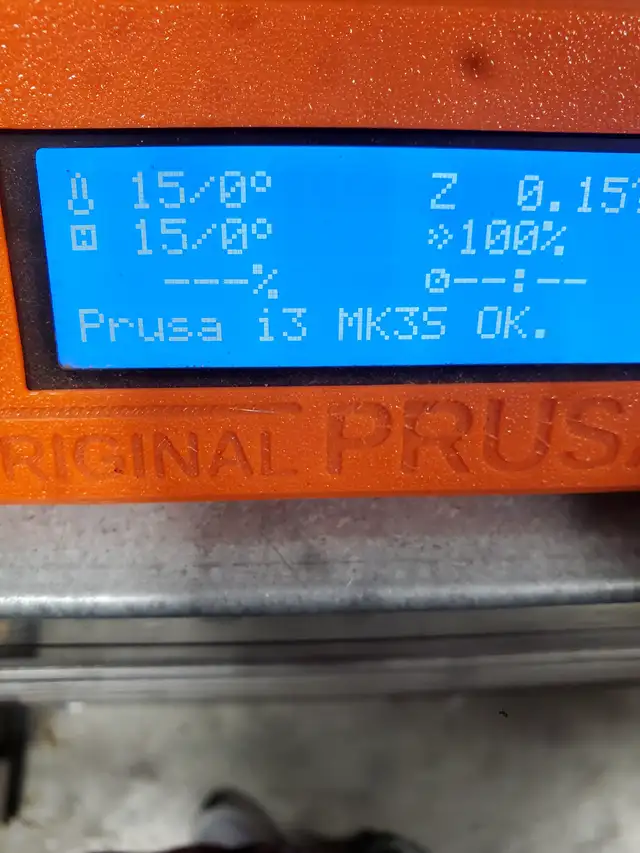 15/0° Z 0.15
15/0° 100%
---% --:--
Prusa i3 MK3S OK.
RIGINAL PRUS